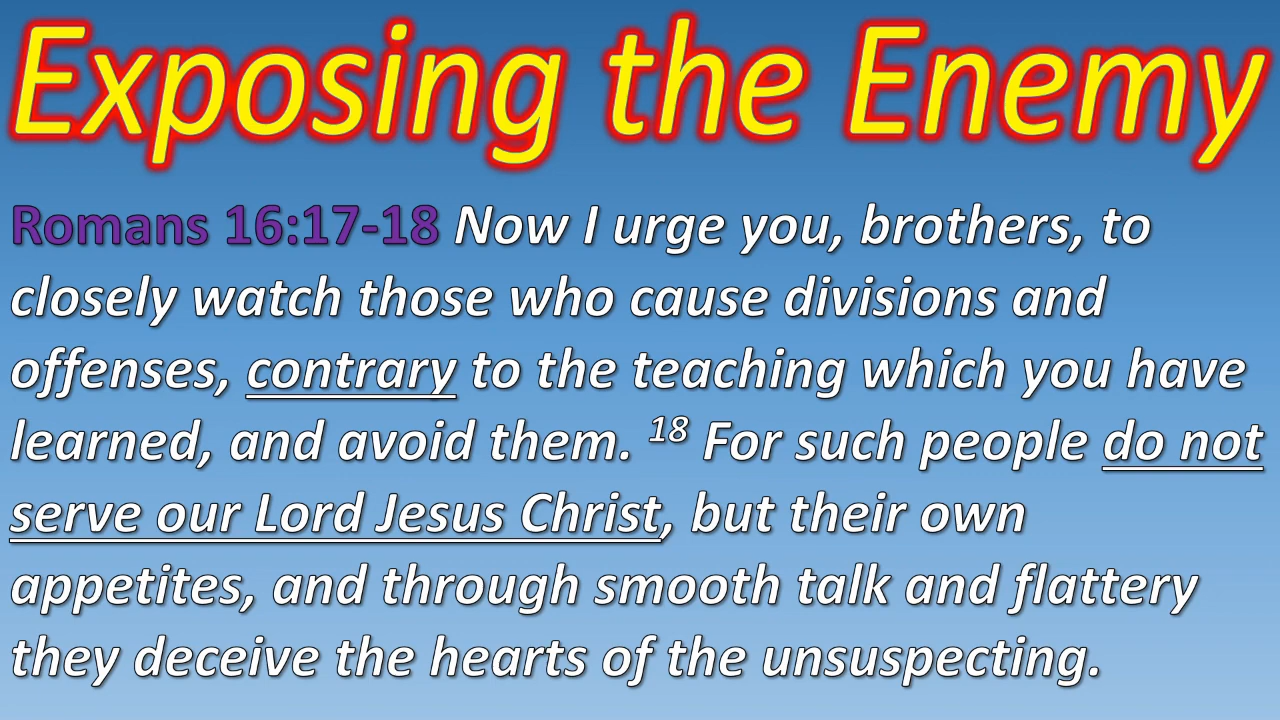 Exposing the Enemy
Romans 16:17-18 Now I urge you, brothers, to
closely watch those who cause divisions and
offenses, contrary to the teaching which you have
learned, and avoid them. 18 For such people do not
serve our Lord Jesus Christ, but their own
appetites, and through smooth talk and flattery
they deceive the hearts of the unsuspecting.